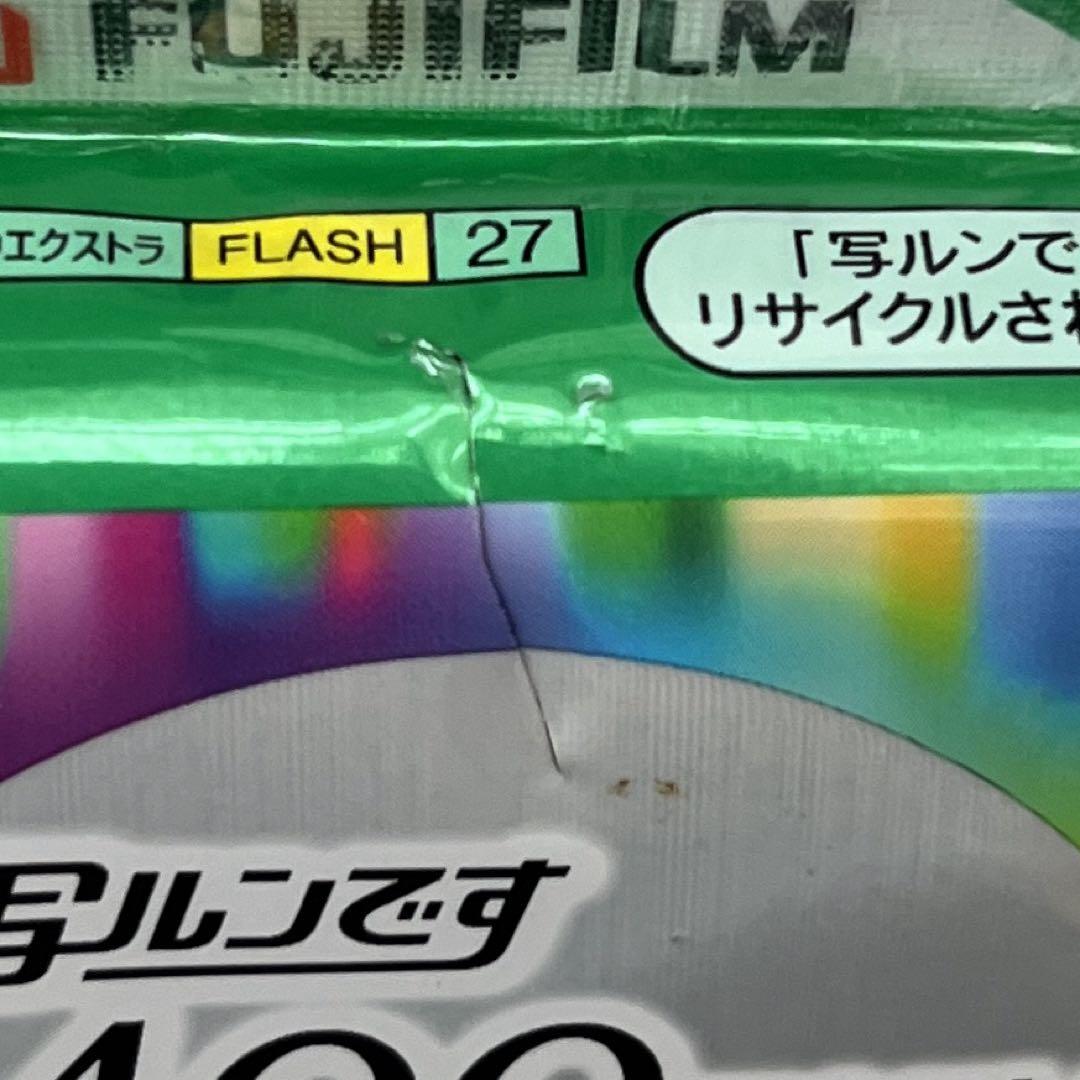 FUJIFILM
エクストラ FLASH 27
「写ルンで
リサイクルされ
写ルンです
400